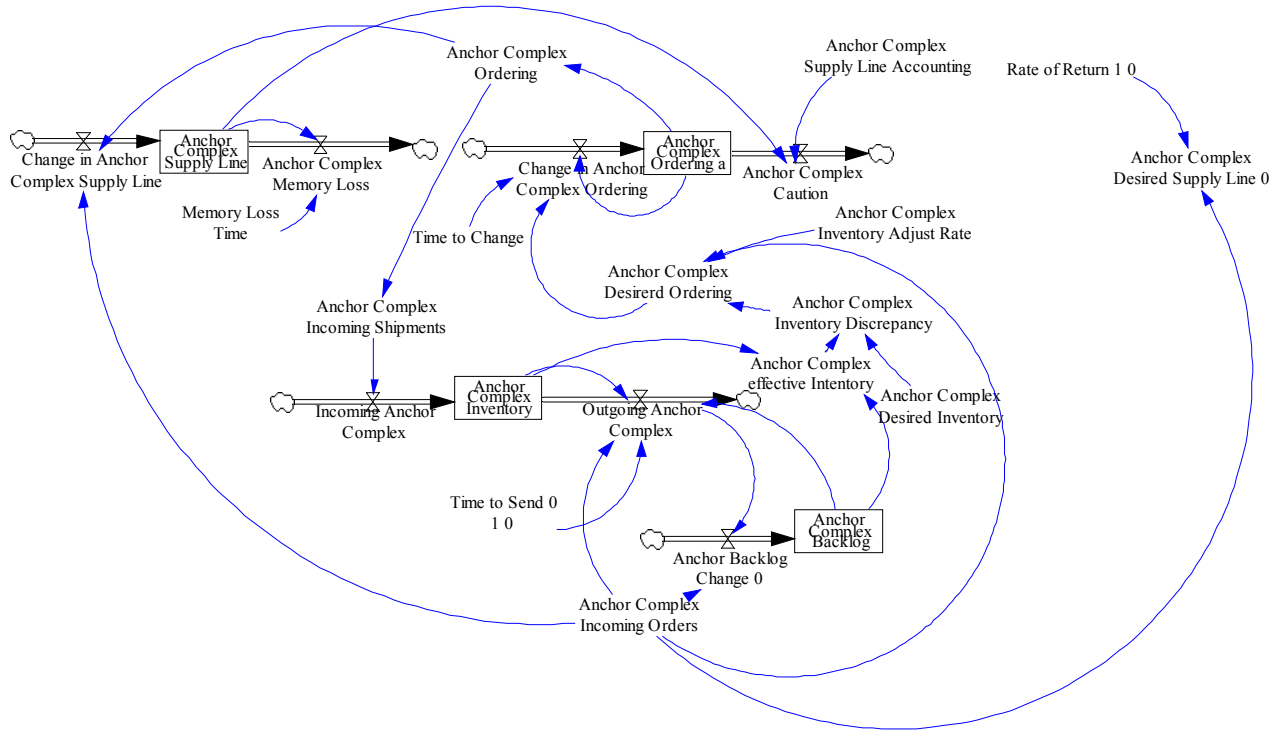 Anchor Complex
Ordering
Anchor Complex
Supply Line Accounting
Rate of Return 1 0
Anchor
Complex
Supply Line
Change in Anchor
Complex Supply Line
Anchor Complex
Memory Loss
Memory Loss
Time
Anchor
Complex
Ordering a
Change in Anchor
Complex Ordering
Anchor Complex
Caution
Anchor Complex
Desired Supply Line 0
Time to Change
Anchor Complex
Inventory Adjust Rate
Anchor Complex
Desirerd Ordering
Anchor Complex
Incoming Shipments
Anchor Complex
Inventory Discrepancy
Anchor Complex
effective Intentory
Anchor Complex
Desired Inventory
Anchor
Complex
Inventory
Incoming Anchor
Complex
Outgoing Anchor
Complex
Time to Send 0
1 0
Anchor
Complex
Backlog
Anchor Backlog
Change 0
Anchor Complex
Incoming Orders